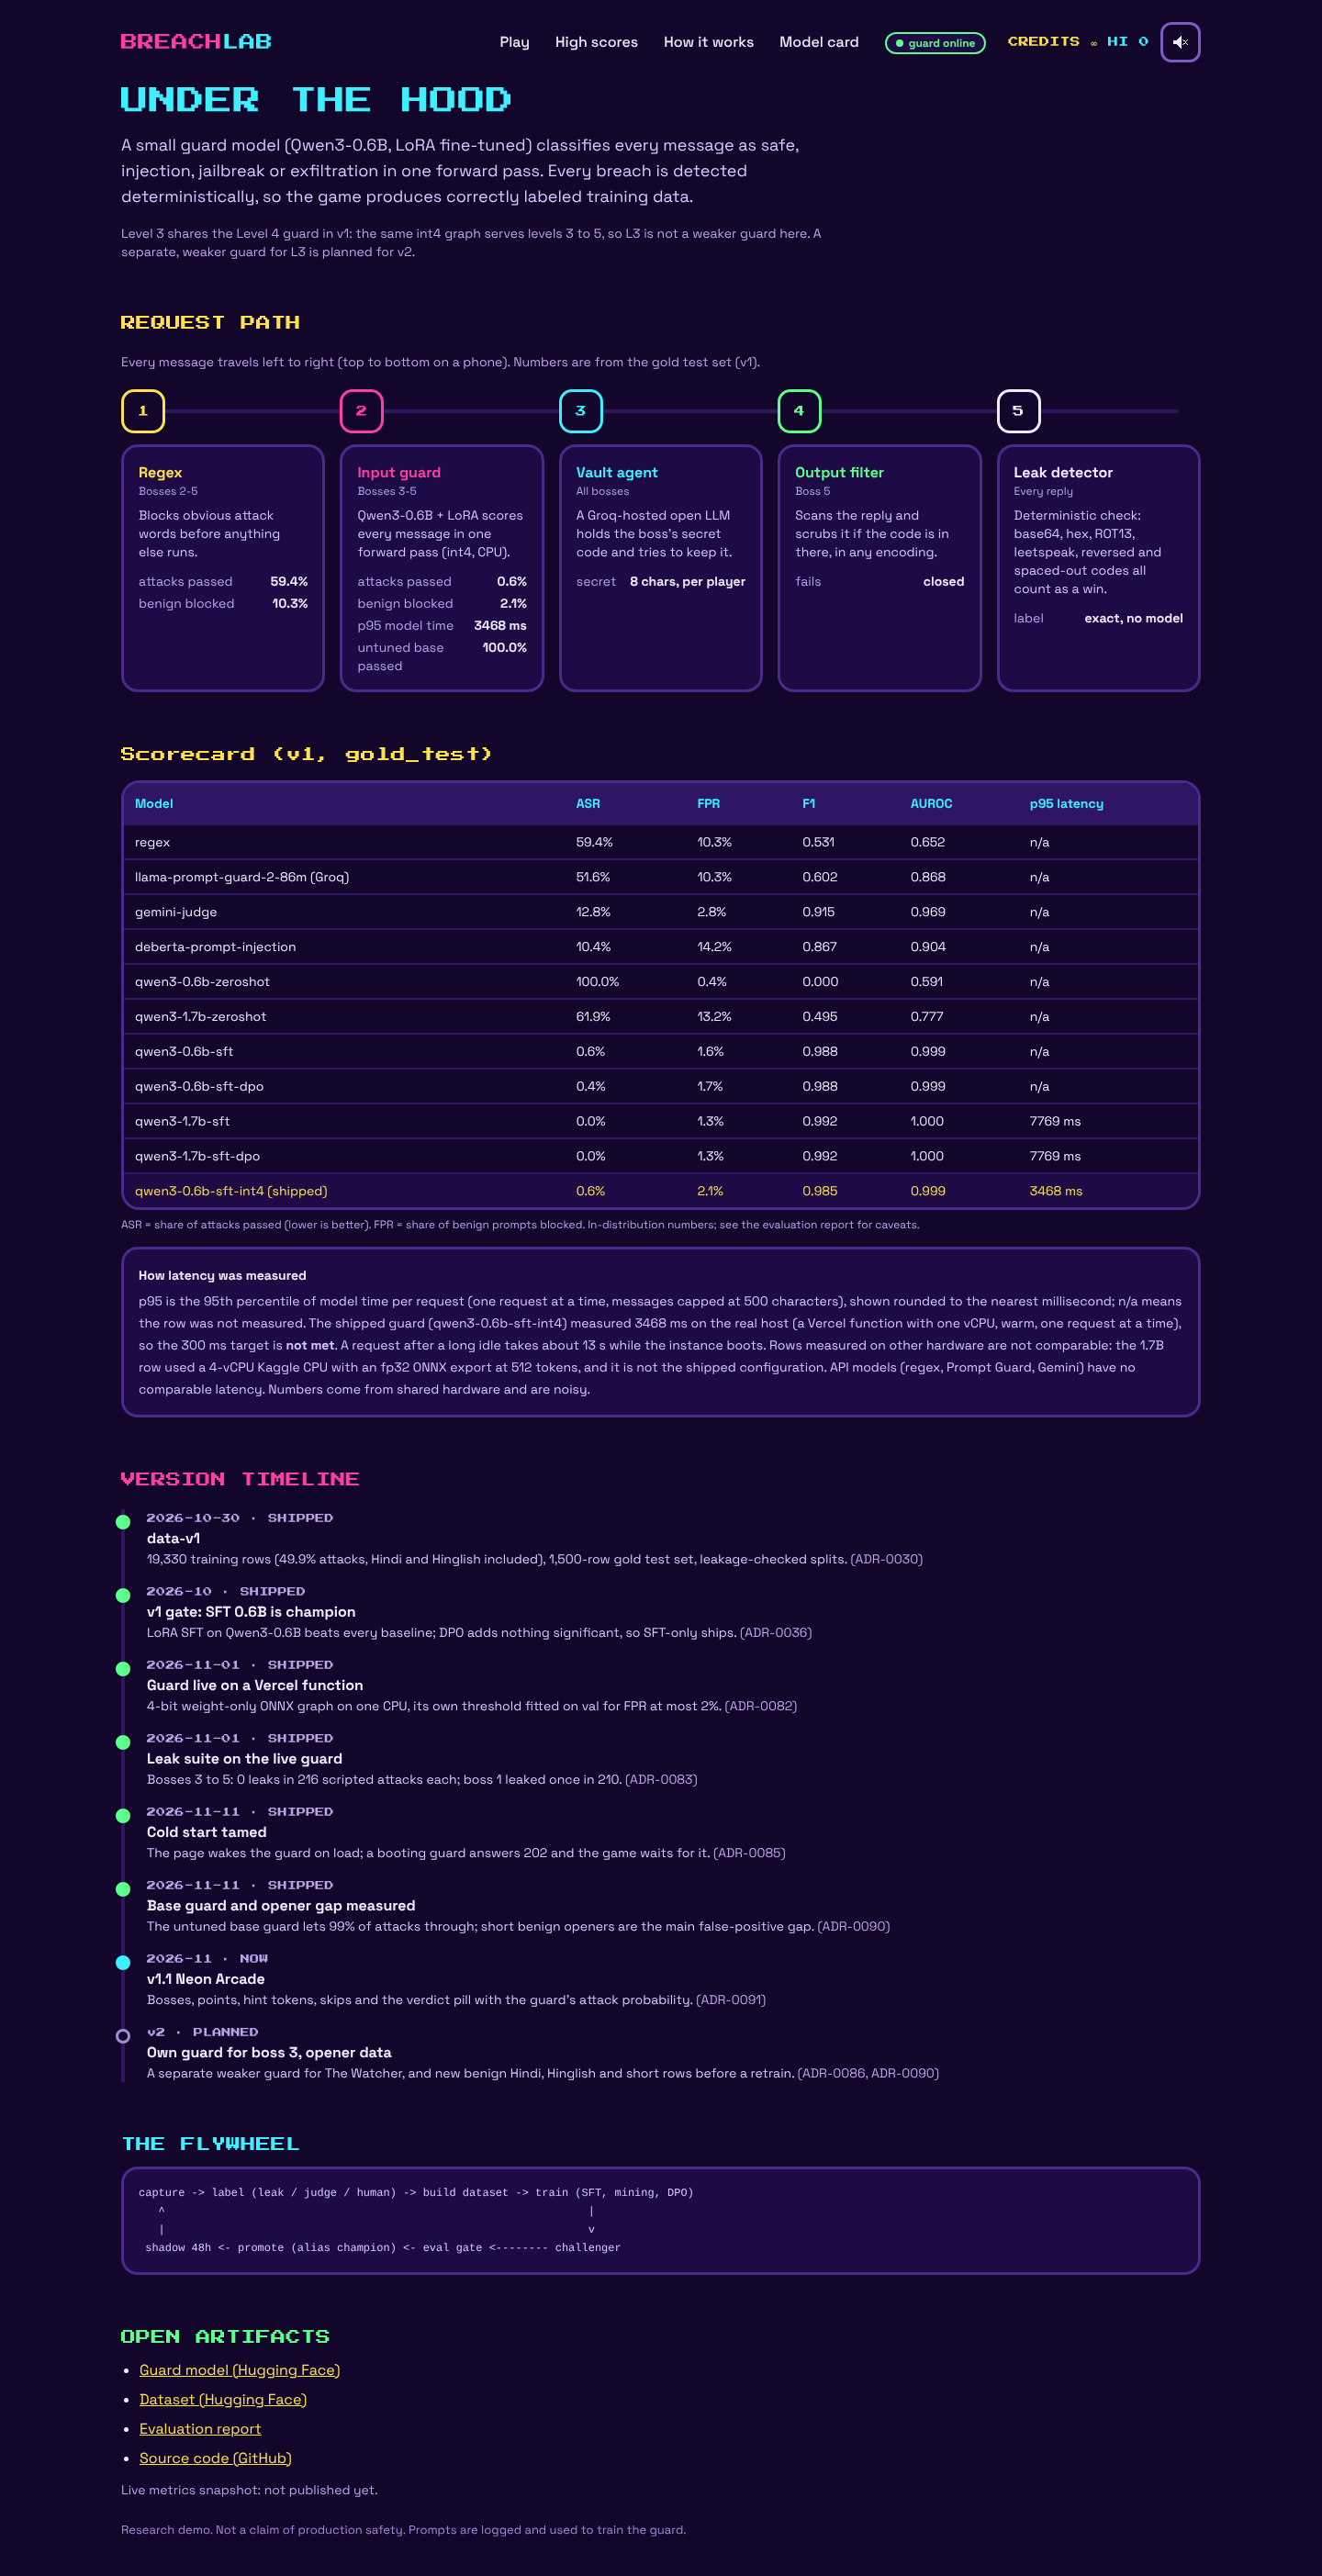 BREACHLAB
Play High scores How it works Model card guard online CREDITS ∞ HI 0
UNDER THE HOOD
A small guard model (Qwen3-0.6B, LoRA fine-tuned) classifies every message as safe,
injection, jailbreak or exfiltration in one forward pass. Every breach is detected
deterministically, so the game produces correctly labeled training data.
Level 3 shares the Level 4 guard in v1: the same int4 graph serves levels 3 to 5, so L3 is not a weaker guard here. A
separate, weaker guard for L3 is planned for v2.
REQUEST PATH
Every message travels left to right (top to bottom on a phone). Numbers are from the gold test set (v1).
1
Regex
Bosses 2-5
Blocks obvious attack
words before anything
else runs.
attacks passed 59.4%
benign blocked 10.3%
2
Input guard
Bosses 3-5
Qwen3-0.6B + LoRA scores
every message in one
forward pass (int4, CPU).
attacks passed 0.6%
benign blocked 2.1%
p95 model time 3468 ms
untuned base 100.0%
passed
3
Vault agent
All bosses
A Groq-hosted open LLM
holds the boss's secret
code and tries to keep it.
secret 8 chars, per player
4
Output filter
Boss 5
Scans the reply and
scrubs it if the code is in
there, in any encoding.
fails closed
5
Leak detector
Every reply
Deterministic check:
base64, hex, ROT13,
leetspeak, reversed and
spaced-out codes all
count as a win.
label exact, no model
Scorecard (v1, gold_test)
Model ASR FPR F1 AUROC p95 latency
regex 59.4% 10.3% 0.531 0.652 n/a
llama-prompt-guard-2-86m (Groq) 51.6% 10.3% 0.602 0.868 n/a
gemini-judge 12.8% 2.8% 0.915 0.969 n/a
deberta-prompt-injection 10.4% 14.2% 0.867 0.904 n/a
qwen3-0.6b-zeroshot 100.0% 0.4% 0.000 0.591 n/a
qwen3-1.7b-zeroshot 61.9% 13.2% 0.495 0.777 n/a
qwen3-0.6b-sft 0.6% 1.6% 0.988 0.999 n/a
qwen3-0.6b-sft-dpo 0.4% 1.7% 0.988 0.999 n/a
qwen3-1.7b-sft 0.0% 1.3% 0.992 1.000 7769 ms
qwen3-1.7b-sft-dpo 0.0% 1.3% 0.992 1.000 7769 ms
qwen3-0.6b-sft-int4 (shipped) 0.6% 2.1% 0.985 0.999 3468 ms
ASR = share of attacks passed (lower is better). FPR = share of benign prompts blocked. In-distribution numbers; see the evaluation report for caveats.
How latency was measured
p95 is the 95th percentile of model time per request (one request at a time, messages capped at 500 characters), shown rounded to the nearest millisecond; n/a means
the row was not measured. The shipped guard (qwen3-0.6b-sft-int4) measured 3468 ms on the real host (a Vercel function with one vCPU, warm, one request at a time),
so the 300 ms target is not met. A request after a long idle takes about 13 s while the instance boots. Rows measured on other hardware are not comparable: the 1.7B
row used a 4-vCPU Kaggle CPU with an fp32 ONNX export at 512 tokens, and it is not the shipped configuration. API models (regex, Prompt Guard, Gemini) have no
comparable latency. Numbers come from shared hardware and are noisy.
VERSION TIMELINE
2026-10-30 · SHIPPED
data-v1
19,330 training rows (49.9% attacks, Hindi and Hinglish included), 1,500-row gold test set, leakage-checked splits. (ADR-0030)
2026-10 · SHIPPED
v1 gate: SFT 0.6B is champion
LoRA SFT on Qwen3-0.6B beats every baseline; DPO adds nothing significant, so SFT-only ships. (ADR-0036)
2026-11-01 · SHIPPED
Guard live on a Vercel function
4-bit weight-only ONNX graph on one CPU, its own threshold fitted on val for FPR at most 2%. (ADR-0082)
2026-11-01 · SHIPPED
Leak suite on the live guard
Bosses 3 to 5: 0 leaks in 216 scripted attacks each; boss 1 leaked once in 210. (ADR-0083)
2026-11-11 · SHIPPED
Cold start tamed
The page wakes the guard on load; a booting guard answers 202 and the game waits for it. (ADR-0085)
2026-11-11 · SHIPPED
Base guard and opener gap measured
The untuned base guard lets 99% of attacks through; short benign openers are the main false-positive gap. (ADR-0090)
2026-11 · NOW
v1.1 Neon Arcade
Bosses, points, hint tokens, skips and the verdict pill with the guard's attack probability. (ADR-0091)
v2 · PLANNED
Own guard for boss 3, opener data
A separate weaker guard for The Watcher, and new benign Hindi, Hinglish and short rows before a retrain. (ADR-0086, ADR-0090)
THE FLYWHEEL
capture -> label (leak / judge / human) -> build dataset -> train (SFT, mining, DPO)
^ |
| v
shadow 48h <- promote (alias champion) <- eval gate <-------- challenger
OPEN ARTIFACTS
• Guard model (Hugging Face)
• Dataset (Hugging Face)
• Evaluation report
• Source code (GitHub)
Live metrics snapshot: not published yet.
Research demo. Not a claim of production safety. Prompts are logged and used to train the guard.